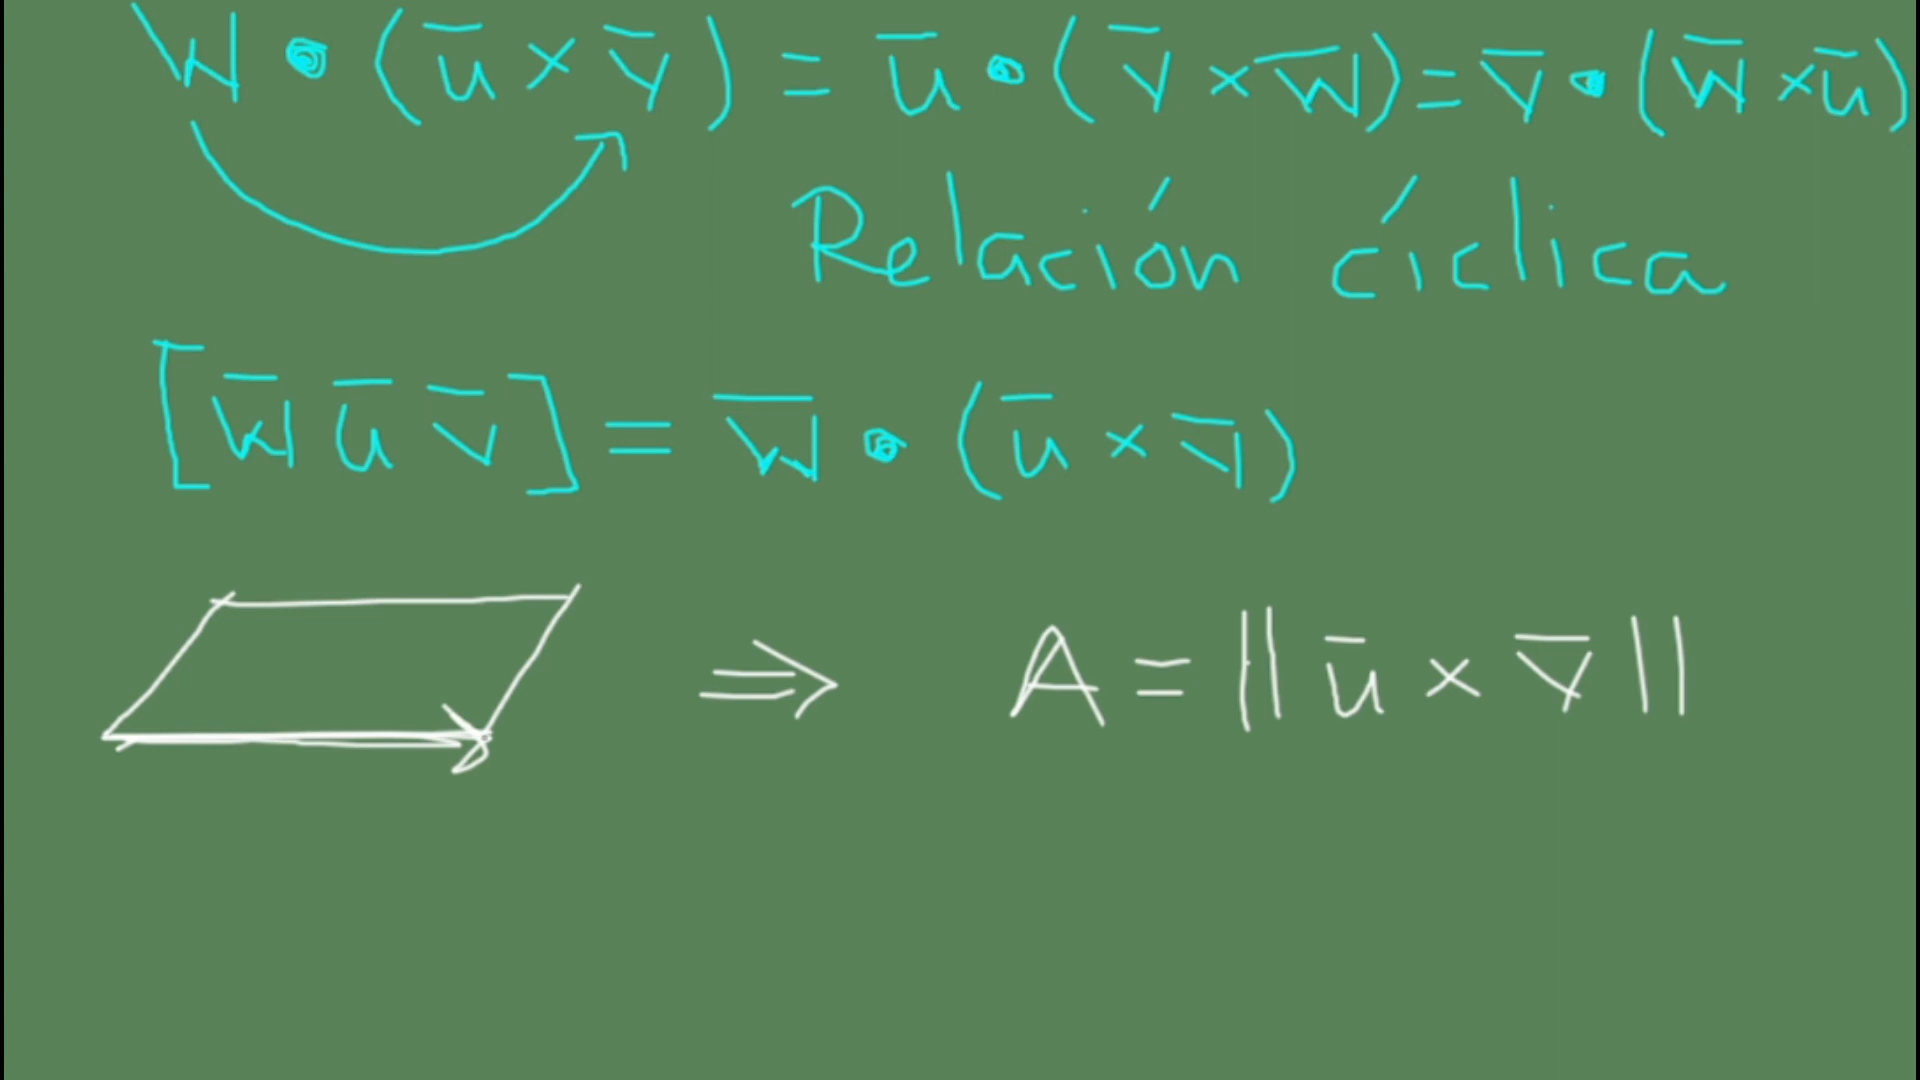 W • (u̅ × v̅) = u̅ • (v̅ × w̅) = v̅ • (w̅ × u̅)
Relación cíclica
[w̅ u̅ v̅] = w̅ • (u̅ × v̅)
⇒ A = || u̅ × v̅ ||